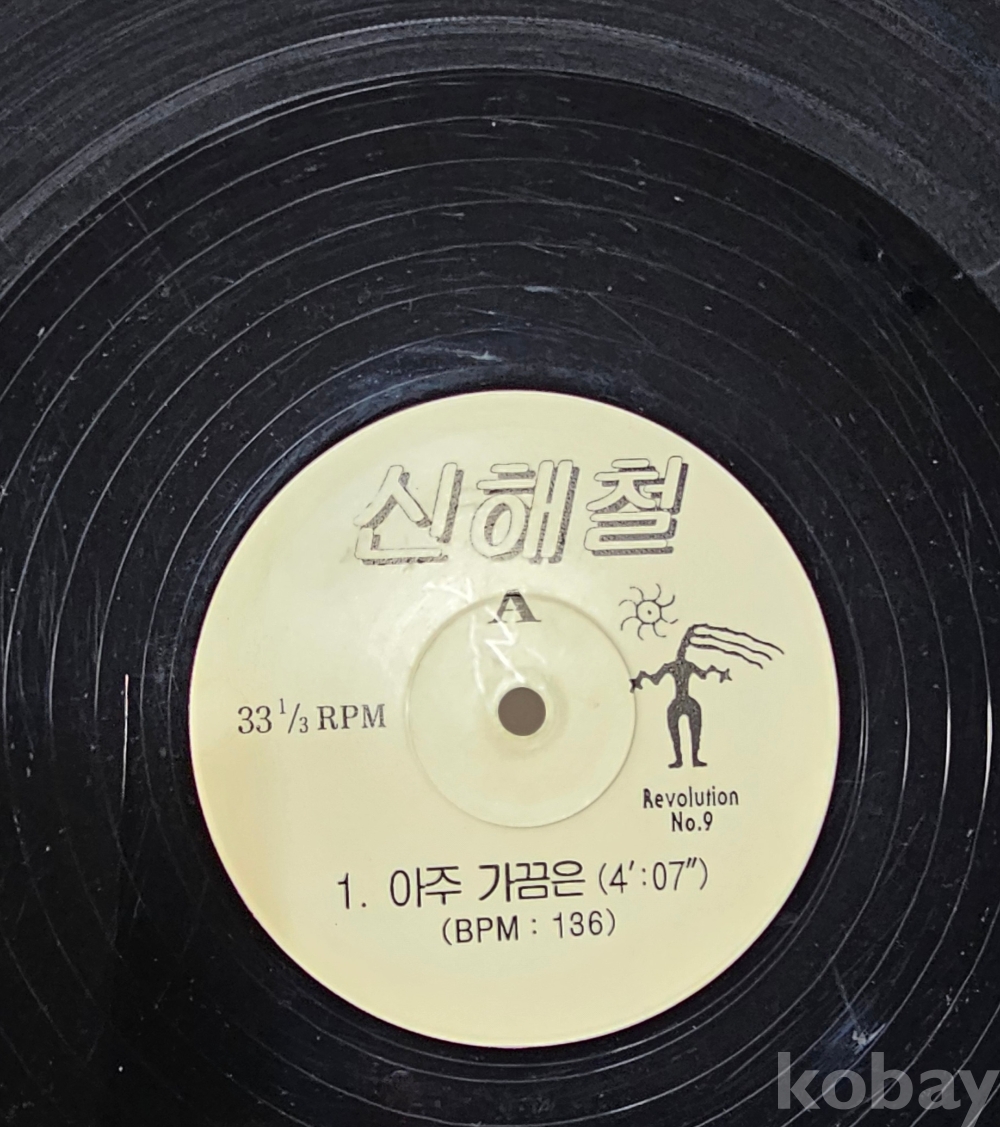 신해철
A
33 1/3 RPM
Revolution
No.9
1. 아주 가끔은 (4':07")
(BPM : 136)
kobay